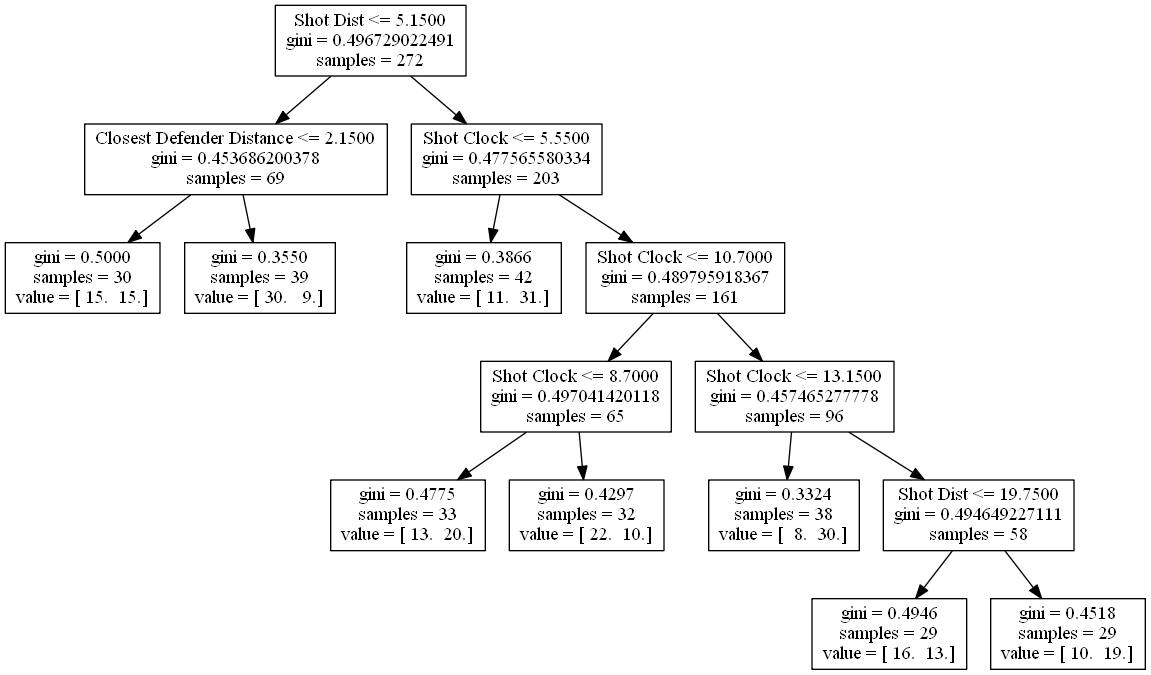 Shot Dist <= 5.1500
gini = 0.496729022491
samples = 272
Closest Defender Distance <= 2.1500
gini = 0.453686200378
samples = 69
Shot Clock <= 5.5500
gini = 0.477565580334
samples = 203
gini = 0.5000
samples = 30
value = [ 15.  15.]
gini = 0.3550
samples = 39
value = [ 30.   9.]
gini = 0.3866
samples = 42
value = [ 11.  31.]
Shot Clock <= 10.7000
gini = 0.489795918367
samples = 161
Shot Clock <= 8.7000
gini = 0.497041420118
samples = 65
Shot Clock <= 13.1500
gini = 0.457465277778
samples = 96
gini = 0.4775
samples = 33
value = [ 13.  20.]
gini = 0.4297
samples = 32
value = [ 22.  10.]
gini = 0.3324
samples = 38
value = [  8.  30.]
Shot Dist <= 19.7500
gini = 0.494649227111
samples = 58
gini = 0.4946
samples = 29
value = [ 16.  13.]
gini = 0.4518
samples = 29
value = [ 10.  19.]